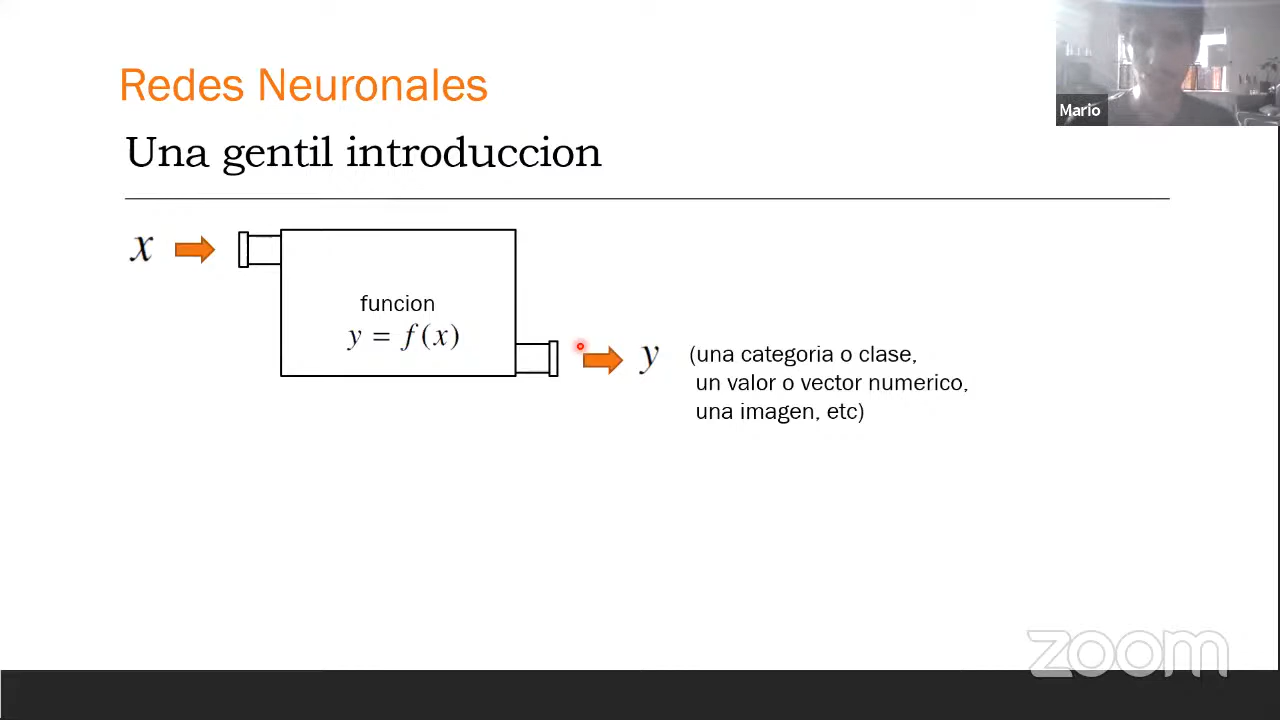 Redes Neuronales
Mario
Una gentil introduccion
x
funcion
y = f(x)
y
(una categoria o clase,
un valor o vector numerico,
una imagen, etc)
zoom